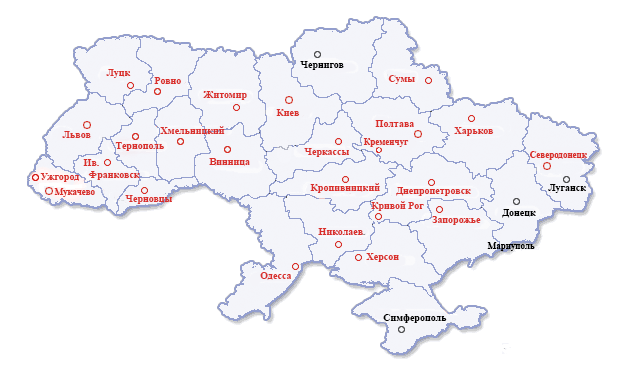 Чернигов
Луцк
Ровно
Сумы
Житомир
Киев
Полтава
Харьков
Львов
Хмельницкий
Тернополь
Черкассы
Кременчуг
Северодонецк
Винница
Ив.
Франковск
Ужгород
Мукачево
Черновцы
Кропивницкий
Днепропетровск
Луганск
Кривой Рог
Запорожье
Донецк
Николаев.
Мариуполь
Херсон
Одесса
Симферополь